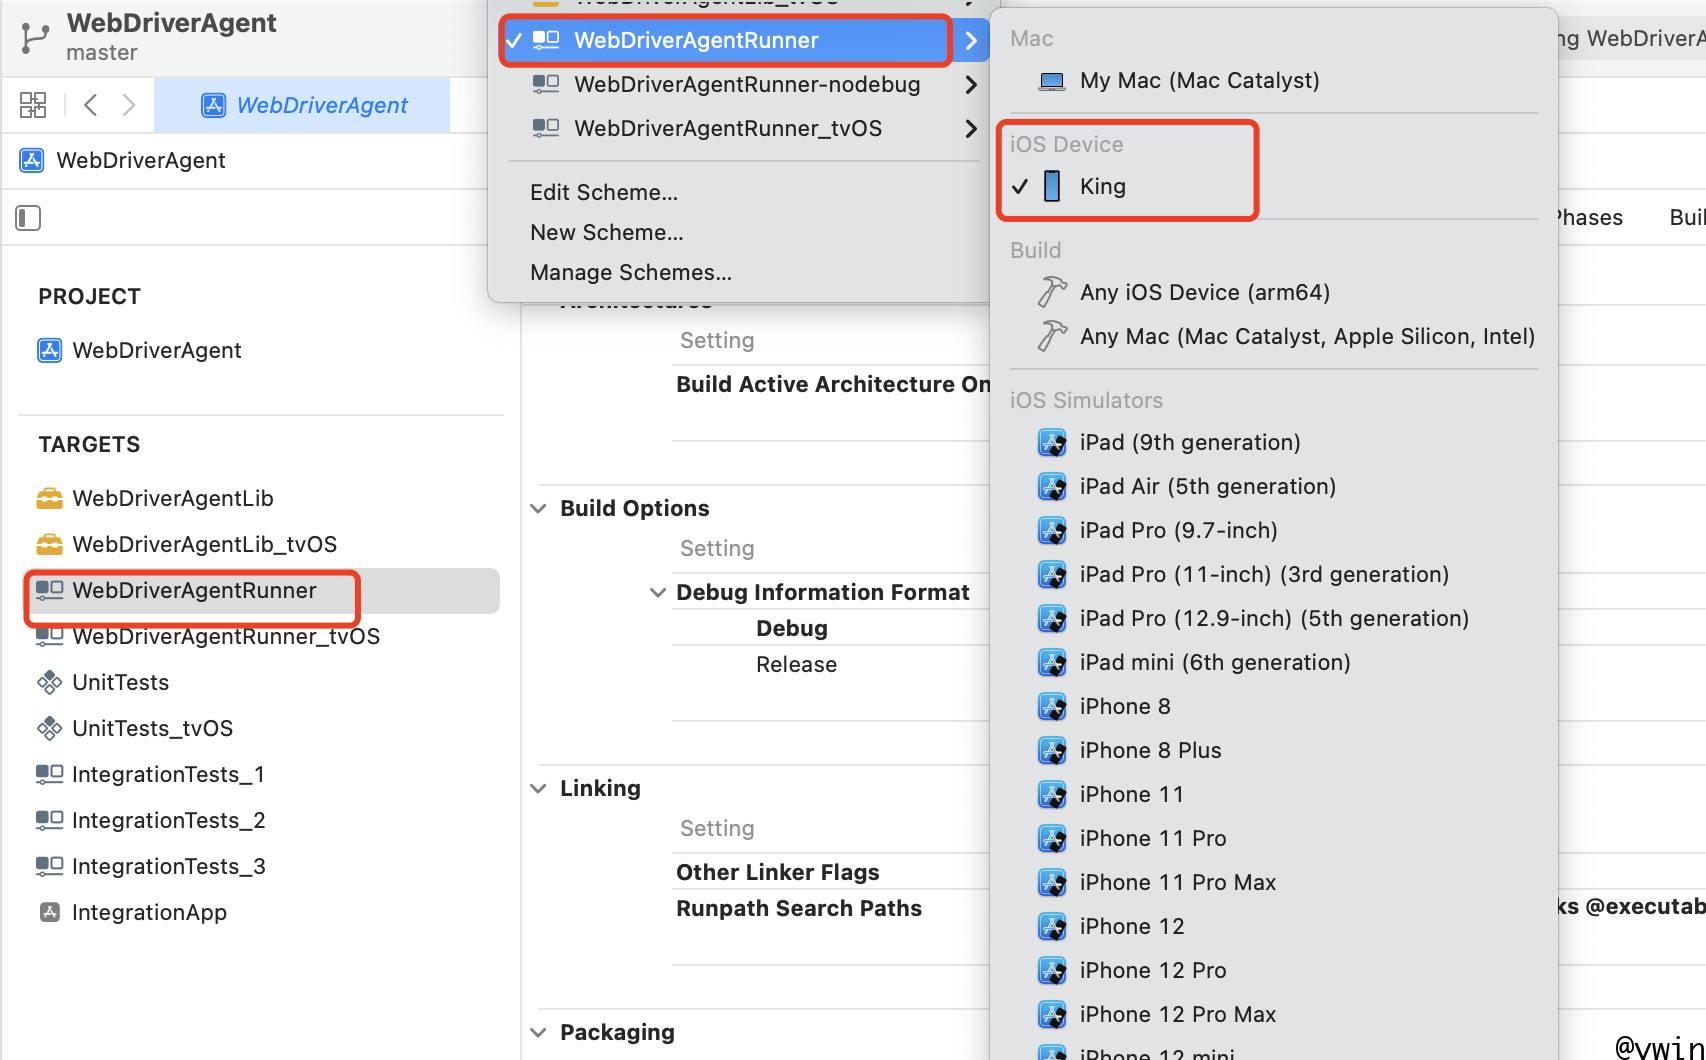 WebDriverAgent
master
WebDriverAgent
WebDriverAgent
PROJECT
WebDriverAgent
TARGETS
WebDriverAgentLib
WebDriverAgentLib_tvOS
WebDriverAgentRunner
WebDriverAgentRunner_tvOS
UnitTests
UnitTests_tvOS
IntegrationTests_1
IntegrationTests_2
IntegrationTests_3
IntegrationApp
WebDriverAgentLib_tvOS
WebDriverAgentRunner
WebDriverAgentRunner-nodebug
WebDriverAgentRunner_tvOS
Edit Scheme...
New Scheme...
Manage Schemes...
Architectures
Setting
Build Active Architecture On
Build Options
Setting
Debug Information Format
Debug
Release
Linking
Setting
Other Linker Flags
Runpath Search Paths
Packaging
Mac
My Mac (Mac Catalyst)
iOS Device
King
Build
Any iOS Device (arm64)
Any Mac (Mac Catalyst, Apple Silicon, Intel)
iOS Simulators
iPad (9th generation)
iPad Air (5th generation)
iPad Pro (9.7-inch)
iPad Pro (11-inch) (3rd generation)
iPad Pro (12.9-inch) (5th generation)
iPad mini (6th generation)
iPhone 8
iPhone 8 Plus
iPhone 11
iPhone 11 Pro
iPhone 11 Pro Max
iPhone 12
iPhone 12 Pro
iPhone 12 Pro Max
iPhone 12 mini
ng WebDriverA
Phases Buil
ks @executab
@vwin